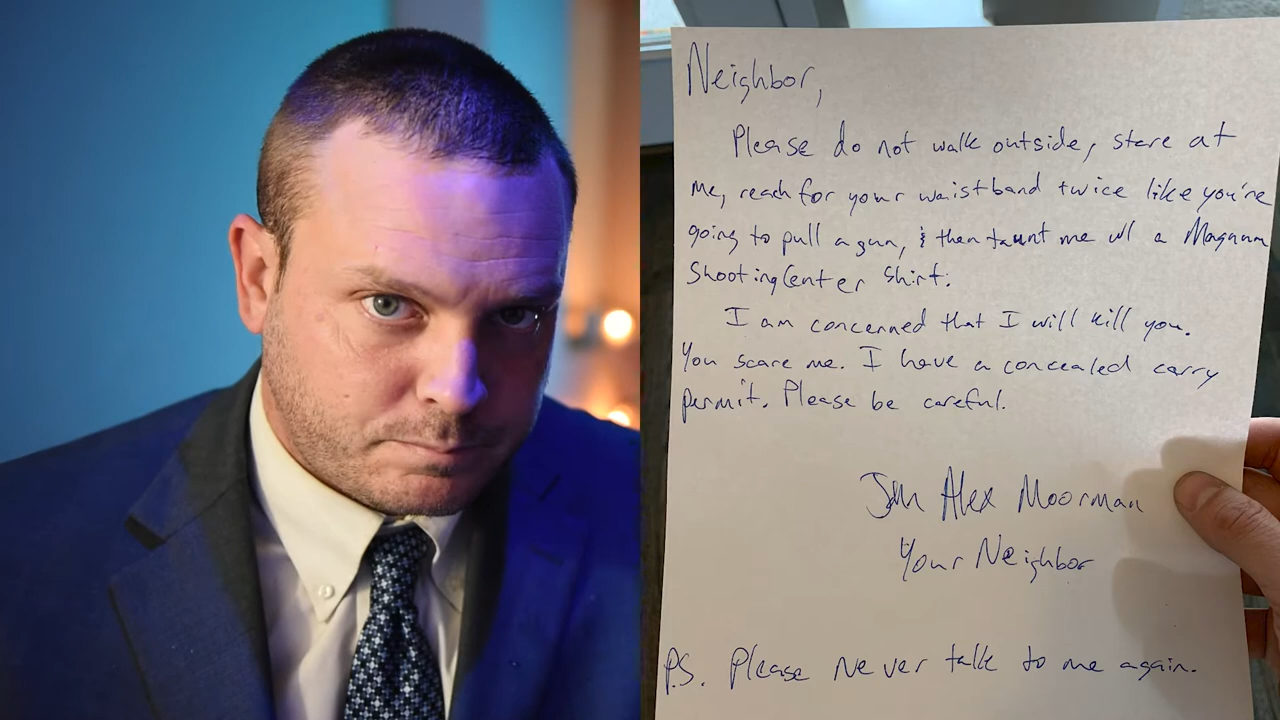 Neighbor,
Please do not walk outside, stare at
me, reach for your waistband twice like you're
going to pull a gun, & then taunt me w/ a Magnum
Shooting Center shirt.
I am concerned that I will kill you.
You scare me. I have a concealed carry
permit. Please be careful.
Jon Alex Moorman
Your Neighbor
P.S. Please never talk to me again.